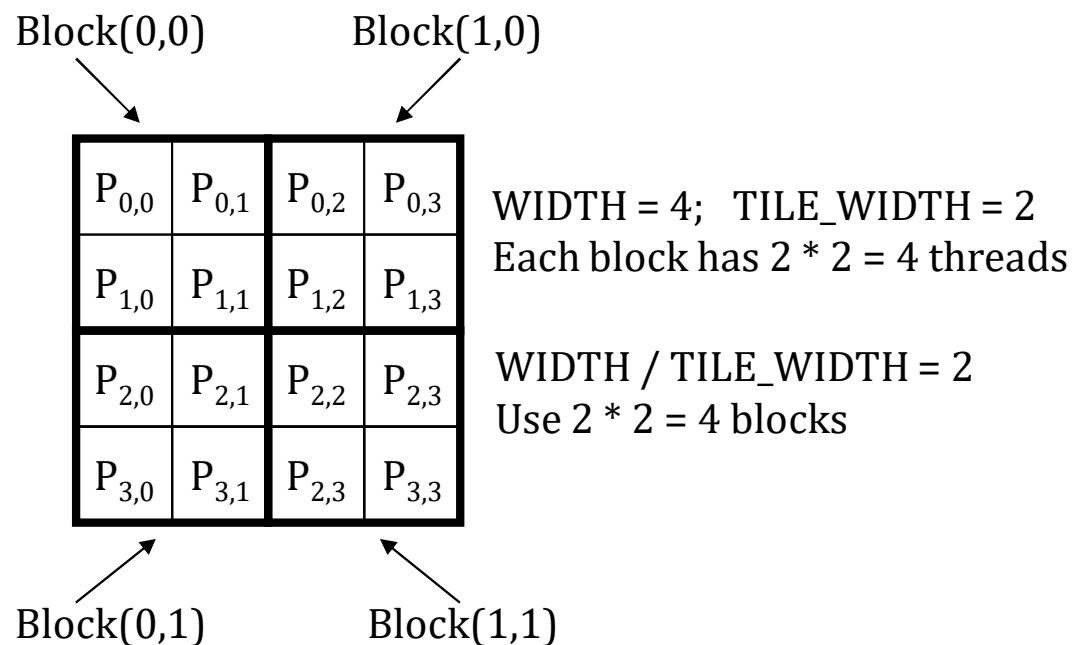 Block(0,0) Block(1,0)
P0,0 P0,1 P0,2 P0,3
P1,0 P1,1 P1,2 P1,3
P2,0 P2,1 P2,2 P2,3
P3,0 P3,1 P2,3 P3,3
WIDTH = 4; TILE_WIDTH = 2
Each block has 2 * 2 = 4 threads
WIDTH / TILE_WIDTH = 2
Use 2 * 2 = 4 blocks
Block(0,1) Block(1,1)